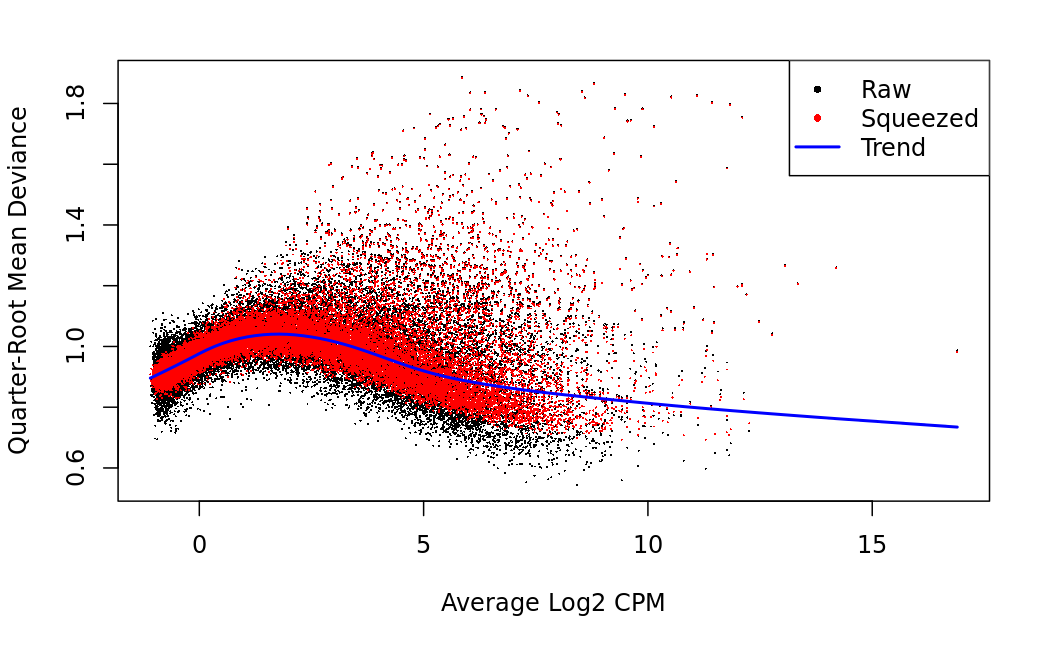 Raw
Squeezed
Trend
Quarter-Root Mean Deviance
1.8
1.4
1.0
0.6
0 5 10 15
Average Log2 CPM